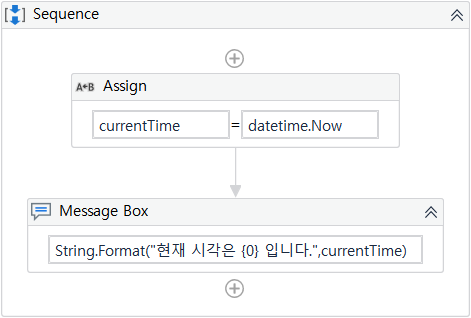 Sequence
A+B Assign
currentTime = datetime.Now
Message Box
String.Format("현재 시각은 {0} 입니다.",currentTime)